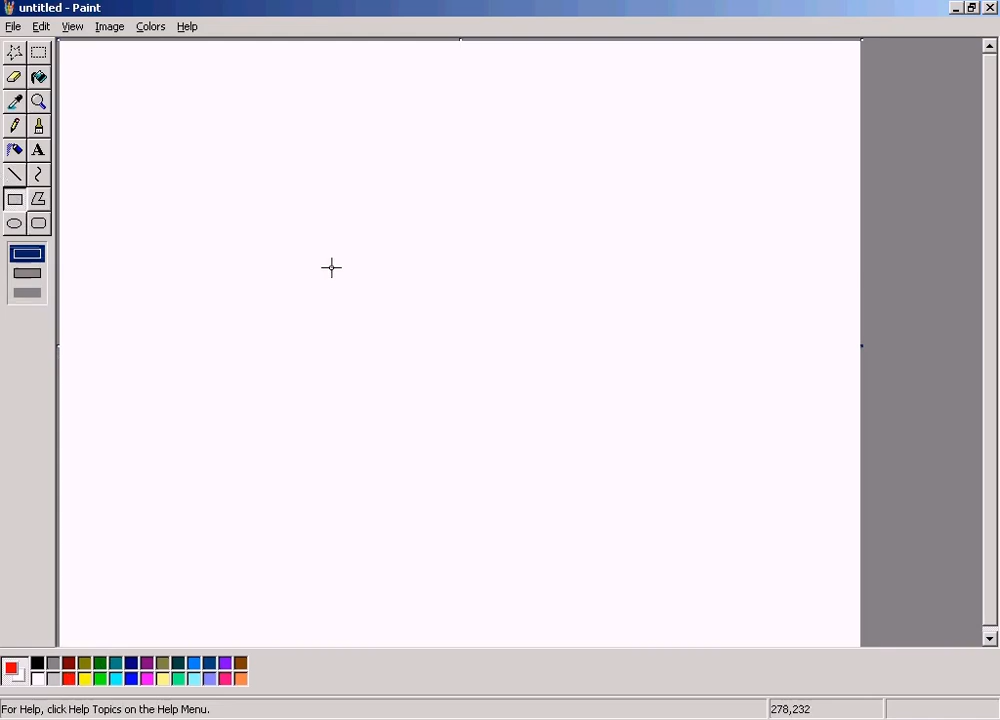 untitled - Paint
File Edit View Image Colors Help
A
For Help, click Help Topics on the Help Menu. 278,232